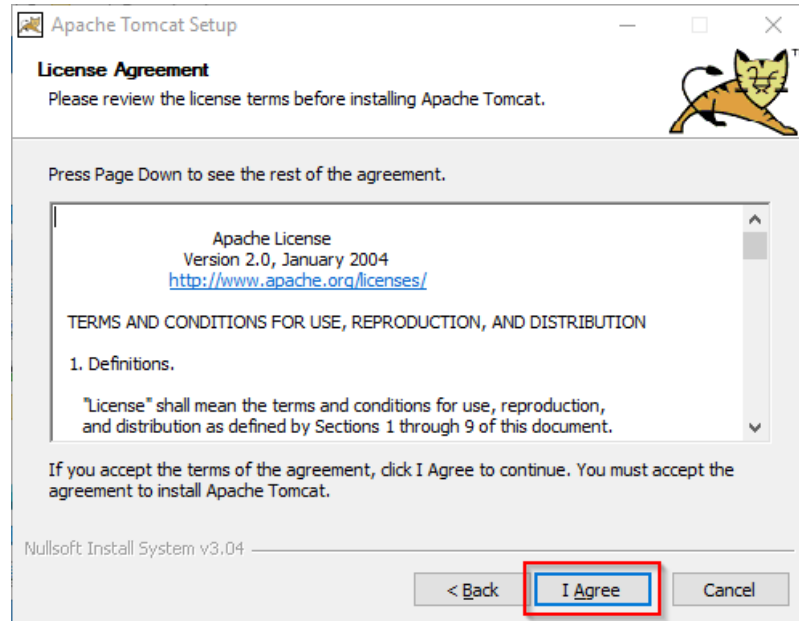 Apache Tomcat Setup
License Agreement
Please review the license terms before installing Apache Tomcat.
TM
Press Page Down to see the rest of the agreement.
Apache License
Version 2.0, January 2004
http://www.apache.org/licenses/
TERMS AND CONDITIONS FOR USE, REPRODUCTION, AND DISTRIBUTION
1. Definitions.
"License" shall mean the terms and conditions for use, reproduction,
and distribution as defined by Sections 1 through 9 of this document.
If you accept the terms of the agreement, click I Agree to continue. You must accept the
agreement to install Apache Tomcat.
Nullsoft Install System v3.04
< Back
I Agree
Cancel